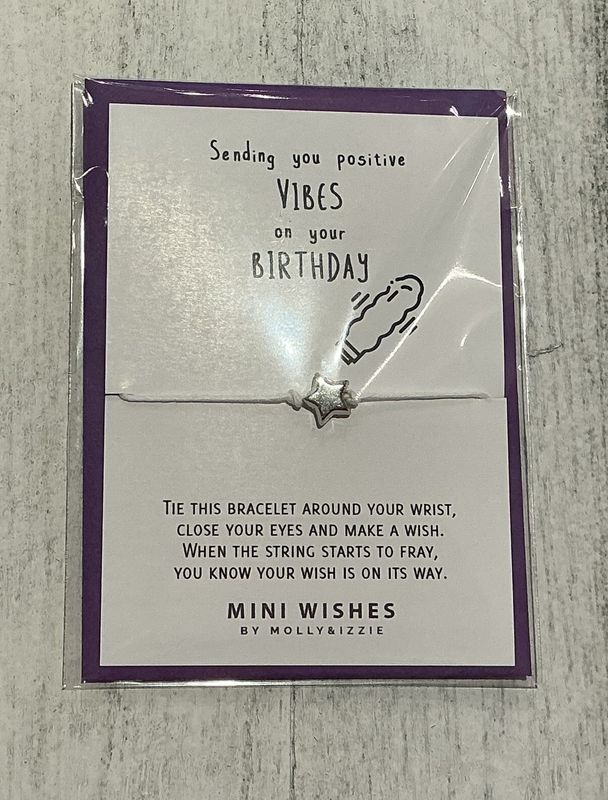 Sending you positive
VIBES
on your
BIRTHDAY
TIE THIS BRACELET AROUND YOUR WRIST,
CLOSE YOUR EYES AND MAKE A WISH.
WHEN THE STRING STARTS TO FRAY,
YOU KNOW YOUR WISH IS ON ITS WAY.
MINI WISHES
BY MOLLY&IZZIE